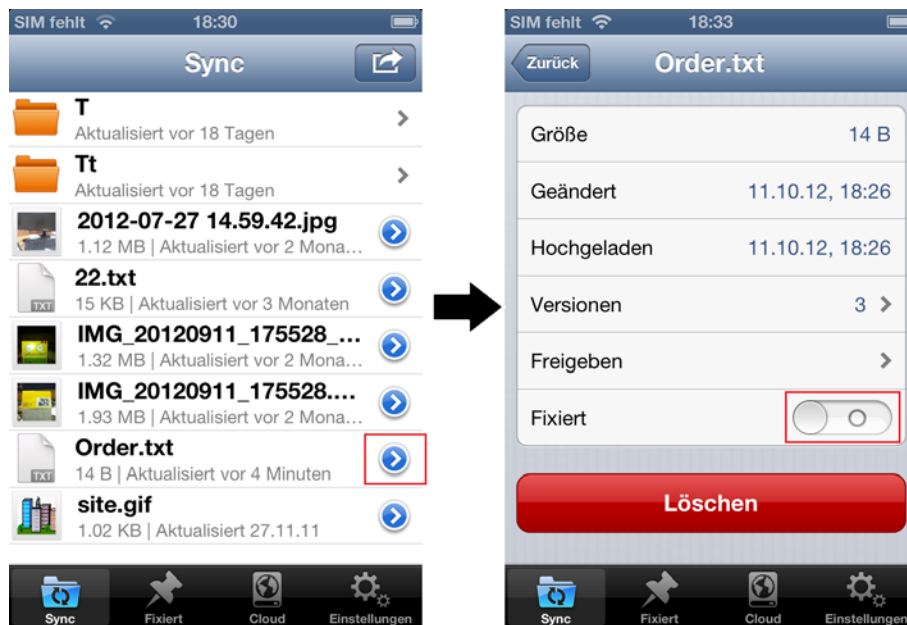 SIM fehlt 18:30
Sync
T
Aktualisiert vor 18 Tagen
Tt
Aktualisiert vor 18 Tagen
2012-07-27 14.59.42.jpg
1.12 MB | Aktualisiert vor 2 Mona...
22.txt
15 KB | Aktualisiert vor 3 Monaten
IMG_20120911_175528_...
1.32 MB | Aktualisiert vor 2 Mona...
IMG_20120911_175528....
1.93 MB | Aktualisiert vor 2 Mona...
Order.txt
14 B | Aktualisiert vor 4 Minuten
site.gif
1.02 KB | Aktualisiert 27.11.11
TXT
TXT
Sync Fixiert Cloud Einstellungen
SIM fehlt 18:33
Zurück Order.txt
Größe 14 B
Geändert 11.10.12, 18:26
Hochgeladen 11.10.12, 18:26
Versionen 3
Freigeben
Fixiert
Löschen
Sync Fixiert Cloud Einstellungen